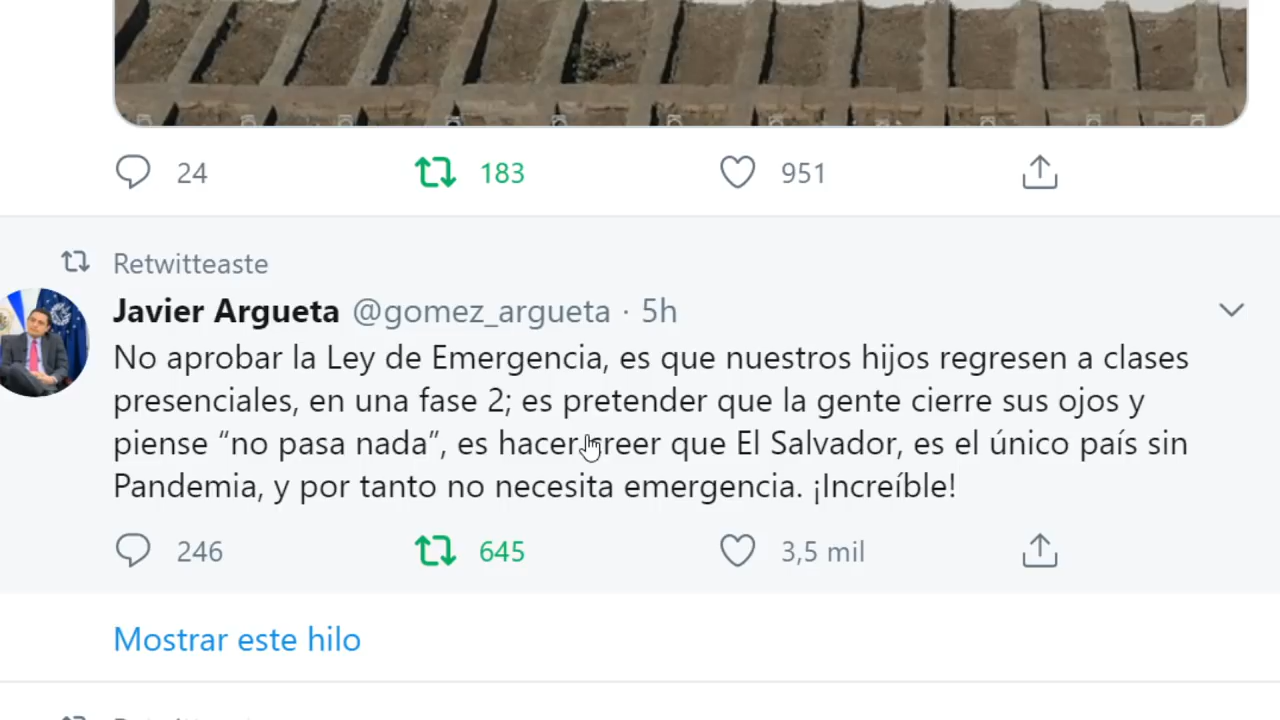 24 183 951
Retwitteaste
Javier Argueta @gomez_argueta · 5h
No aprobar la Ley de Emergencia, es que nuestros hijos regresen a clases
presenciales, en una fase 2; es pretender que la gente cierre sus ojos y
piense “no pasa nada”, es hacer creer que El Salvador, es el único país sin
Pandemia, y por tanto no necesita emergencia. ¡Increíble!
246 645 3,5 mil
Mostrar este hilo